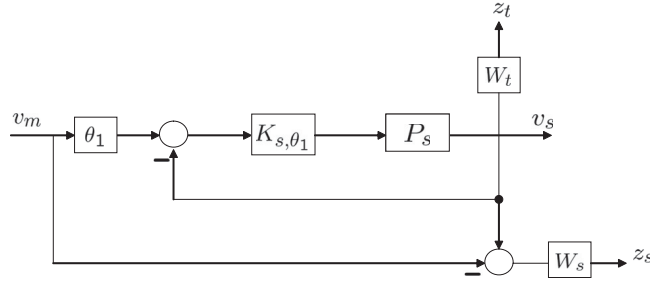 z_t
W_t
v_m
θ_1
K_{s,θ_1}
P_s
v_s
−
−
W_s
z_s